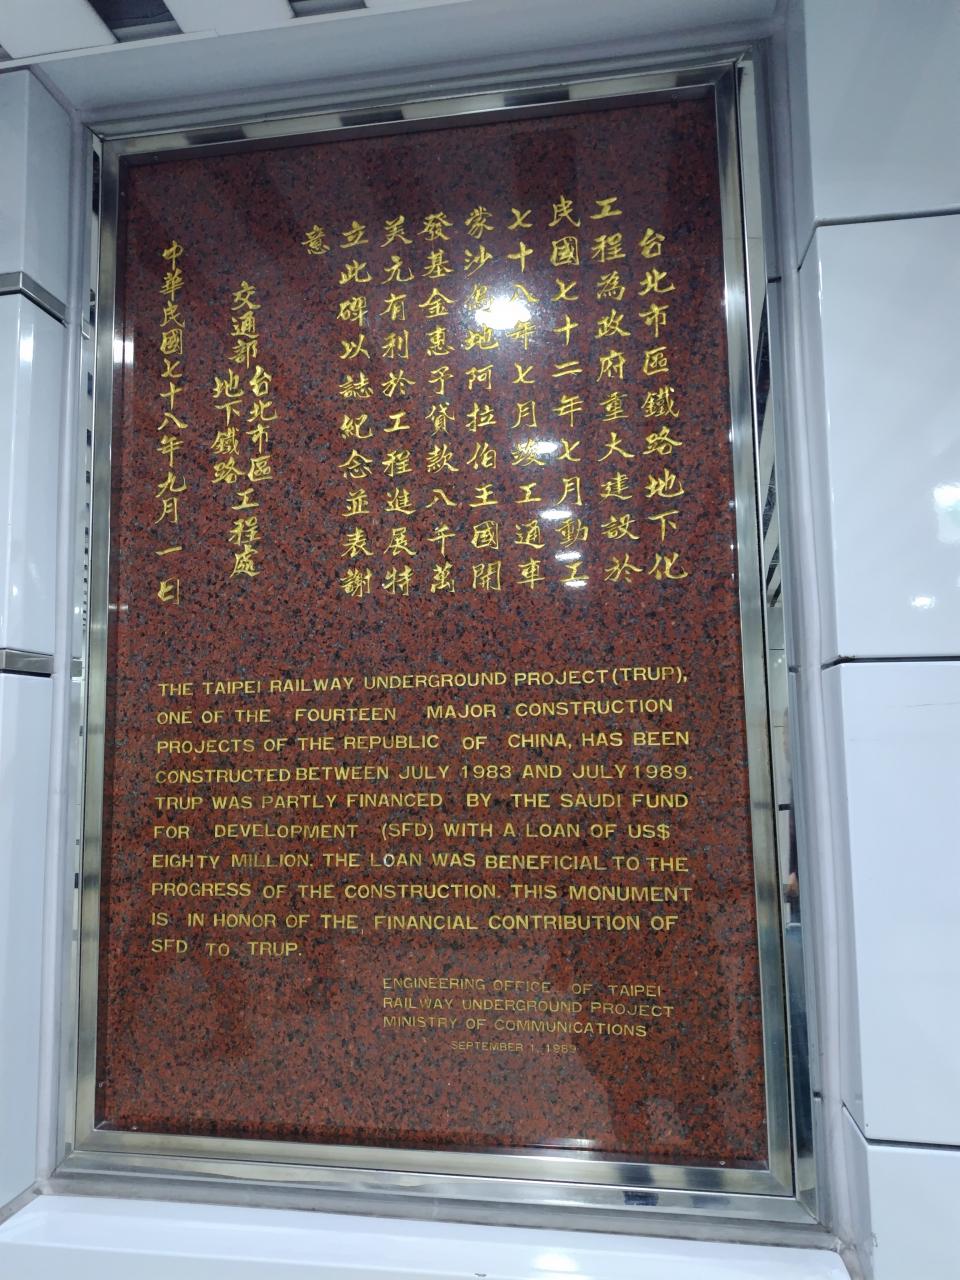 台北市區鐵路地下化
工程為政府重大建設於
民國七十二年七月動工
七十八年七月竣工通車
蒙沙烏地阿拉伯王國開
發基金惠予貸款八千萬
美元有利於工程進展特
立此碑以誌紀念並表謝
意
交通部台北市區地下鐵路工程處
中華民國七十八年九月一日
THE TAIPEI RAILWAY UNDERGROUND PROJECT(TRUP),
ONE OF THE FOURTEEN MAJOR CONSTRUCTION
PROJECTS OF THE REPUBLIC OF CHINA, HAS BEEN
CONSTRUCTED BETWEEN JULY 1983 AND JULY 1989.
TRUP WAS PARTLY FINANCED BY THE SAUDI FUND
FOR DEVELOPMENT (SFD) WITH A LOAN OF US$
EIGHTY MILLION. THE LOAN WAS BENEFICIAL TO THE
PROGRESS OF THE CONSTRUCTION. THIS MONUMENT
IS IN HONOR OF THE FINANCIAL CONTRIBUTION OF
SFD TO TRUP.
ENGINEERING OFFICE OF TAIPEI
RAILWAY UNDERGROUND PROJECT
MINISTRY OF COMMUNICATIONS
SEPTEMBER 1, 1989